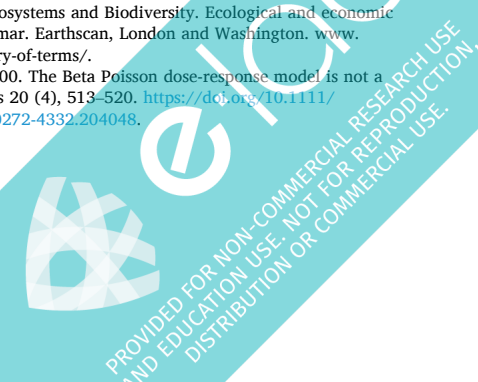 osystems and Biodiversity. Ecological and economic
mar. Earthscan, London and Washington. www.
ry-of-terms/.
00. The Beta Poisson dose-response model is not a
s 20 (4), 513–520. https://doi.org/10.1111/
0272-4332.204048.
PROVIDED FOR NON-COMMERCIAL RESEARCH USE
AND EDUCATION USE. NOT FOR REPRODUCTION,
DISTRIBUTION OR COMMERCIAL USE.